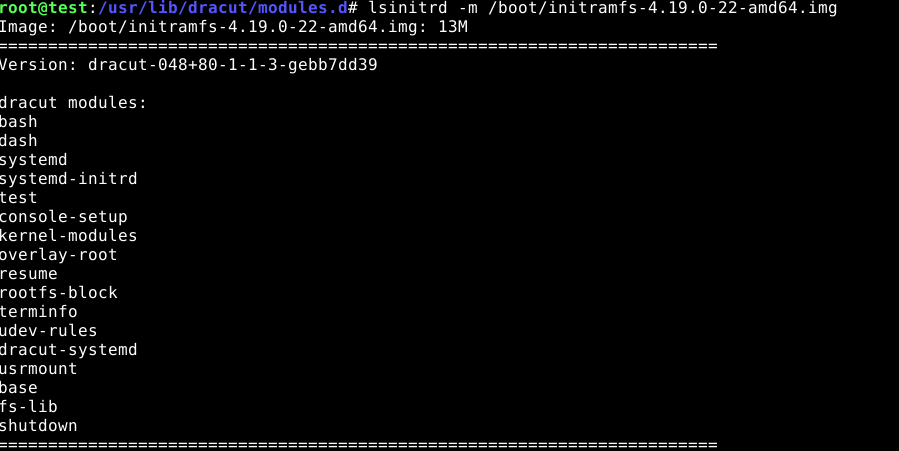 root@test:/usr/lib/dracut/modules.d# lsinitrd -m /boot/initramfs-4.19.0-22-amd64.img
Image: /boot/initramfs-4.19.0-22-amd64.img: 13M
========================================================================
Version: dracut-048+80-1-1-3-gebb7dd39
dracut modules:
bash
dash
systemd
systemd-initrd
test
console-setup
kernel-modules
overlay-root
resume
rootfs-block
terminfo
udev-rules
dracut-systemd
usrmount
base
fs-lib
shutdown
========================================================================